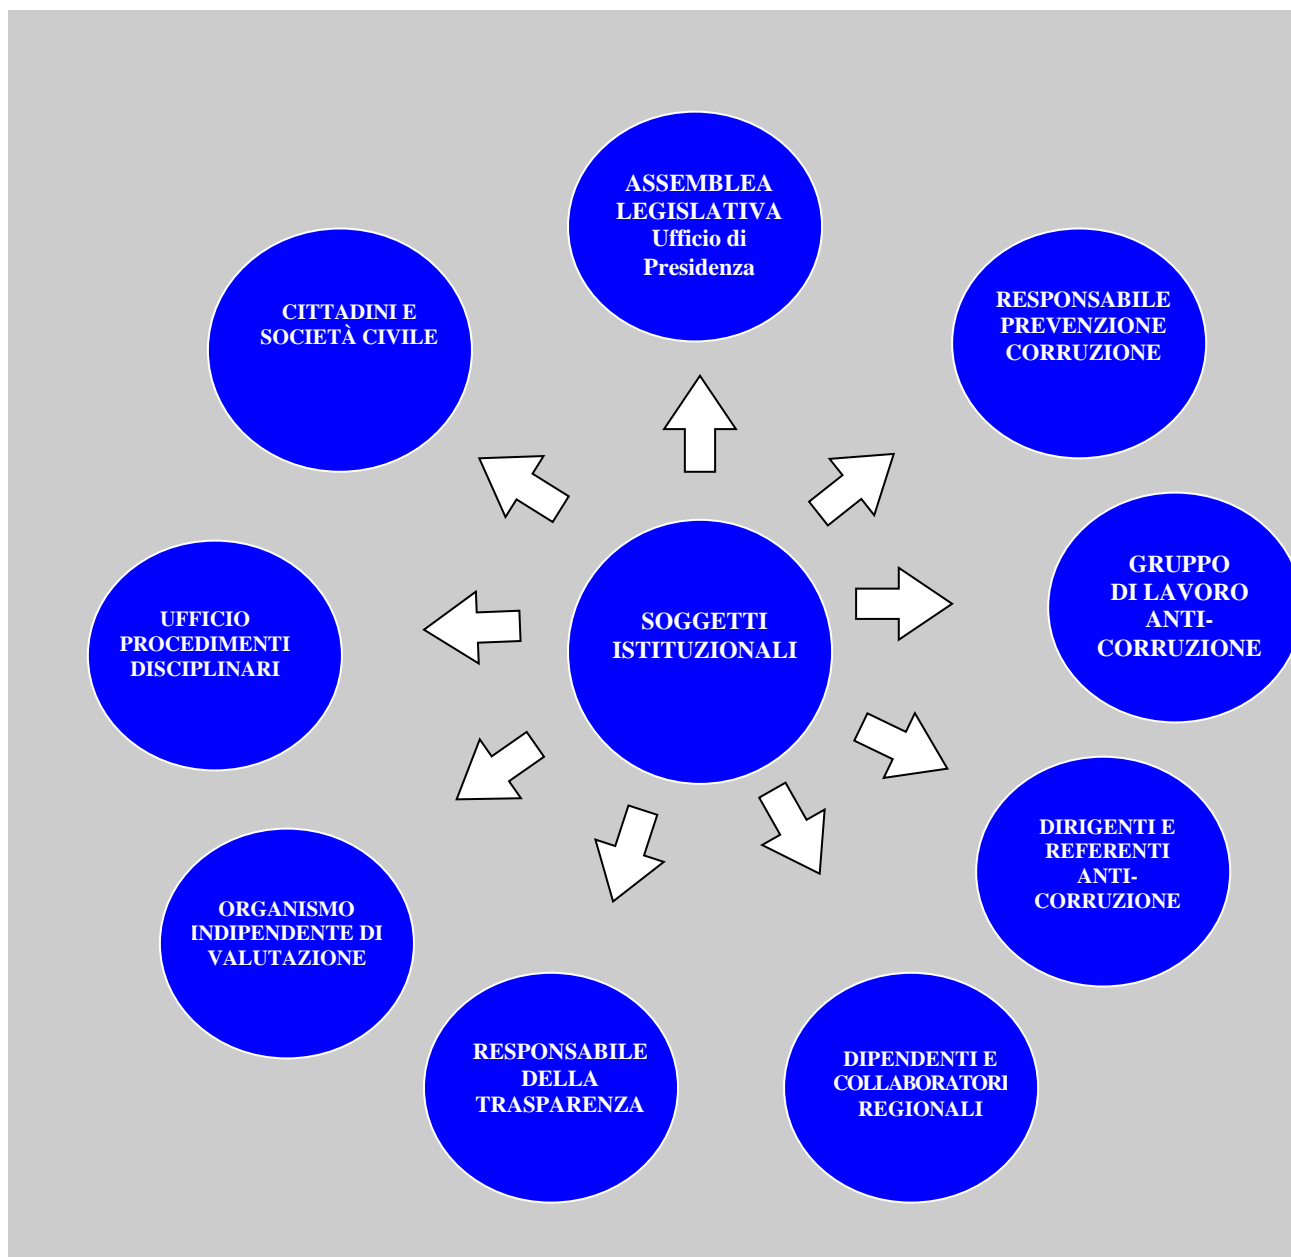 ASSEMBLEA
LEGISLATIVA
Ufficio di
Presidenza
CITTADINI E
SOCIETÀ CIVILE
RESPONSABILE
PREVENZIONE
CORRUZIONE
GRUPPO
DI LAVORO
ANTI-
CORRUZIONE
SOGGETTI
ISTITUZIONALI
UFFICIO
PROCEDIMENTI
DISCIPLINARI
DIRIGENTI E
REFERENTI
ANTI-
CORRUZIONE
ORGANISMO
INDIPENDENTE DI
VALUTAZIONE
RESPONSABILE
DELLA
TRASPARENZA
DIPENDENTI E
COLLABORATORI
REGIONALI